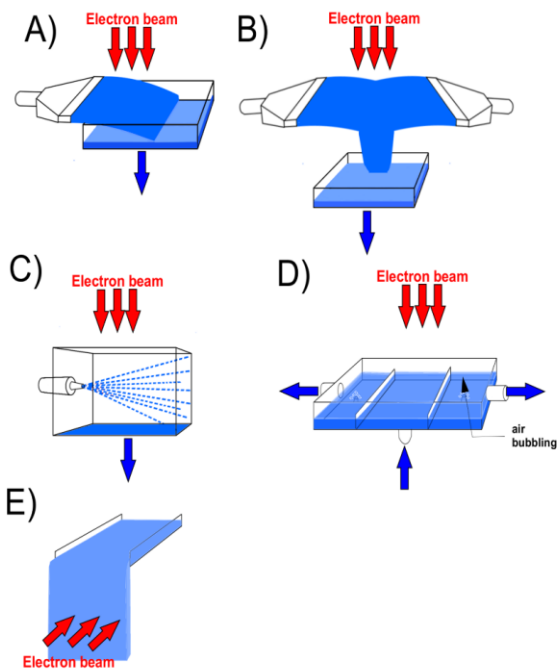 A)
Electron beam
B)
Electron beam
C)
Electron beam
D)
Electron beam
air
bubbling
E)
Electron beam